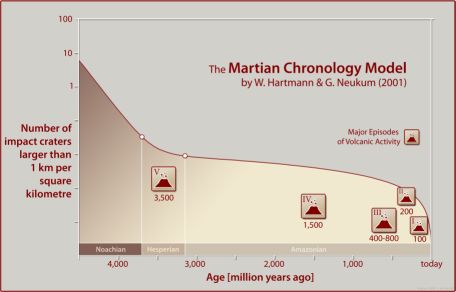 100
10
1
The Martian Chronology Model
by W. Hartmann & G. Neukum (2001)
Number of
impact craters
larger than
1 km per
square
kilometre
Major Episodes
of Volcanic Activity
V
3,500
IV
1,500
III
400-800
II
200
I
100
Noachian
Hesperian
Amazonian
4,000
3,000
2,000
1,000
today
Age [million years ago]